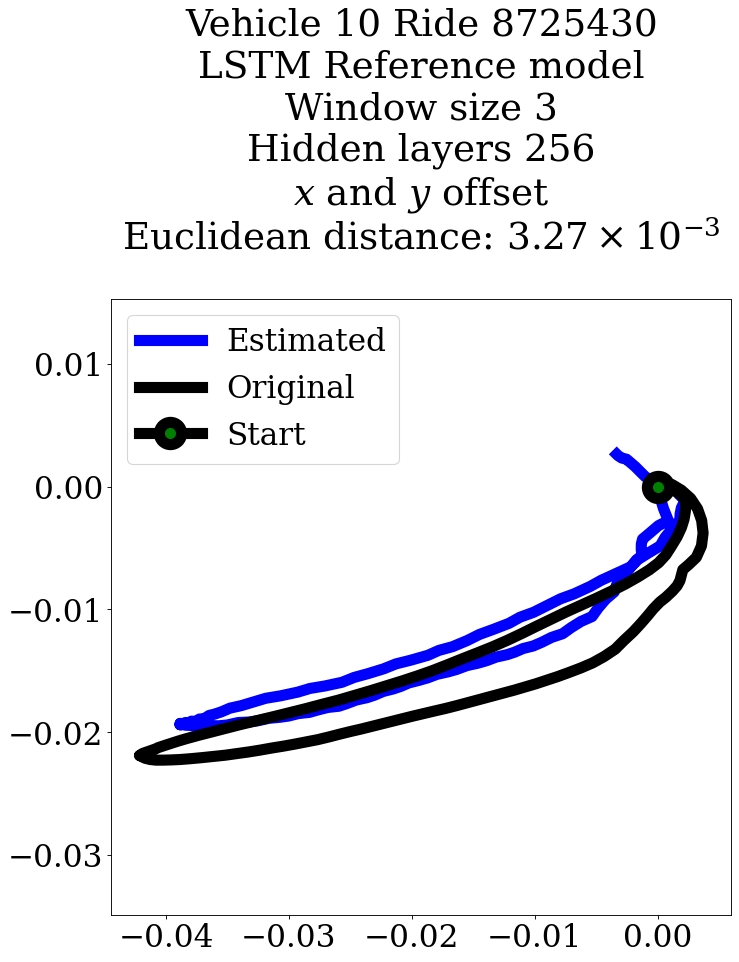 Vehicle 10 Ride 8725430
LSTM Reference model
Window size 3
Hidden layers 256
x and y offset
Euclidean distance: 3.27 × 10⁻³
Estimated
Original
Start
0.01
0.00
−0.01
−0.02
−0.03
−0.04 −0.03 −0.02 −0.01 0.00